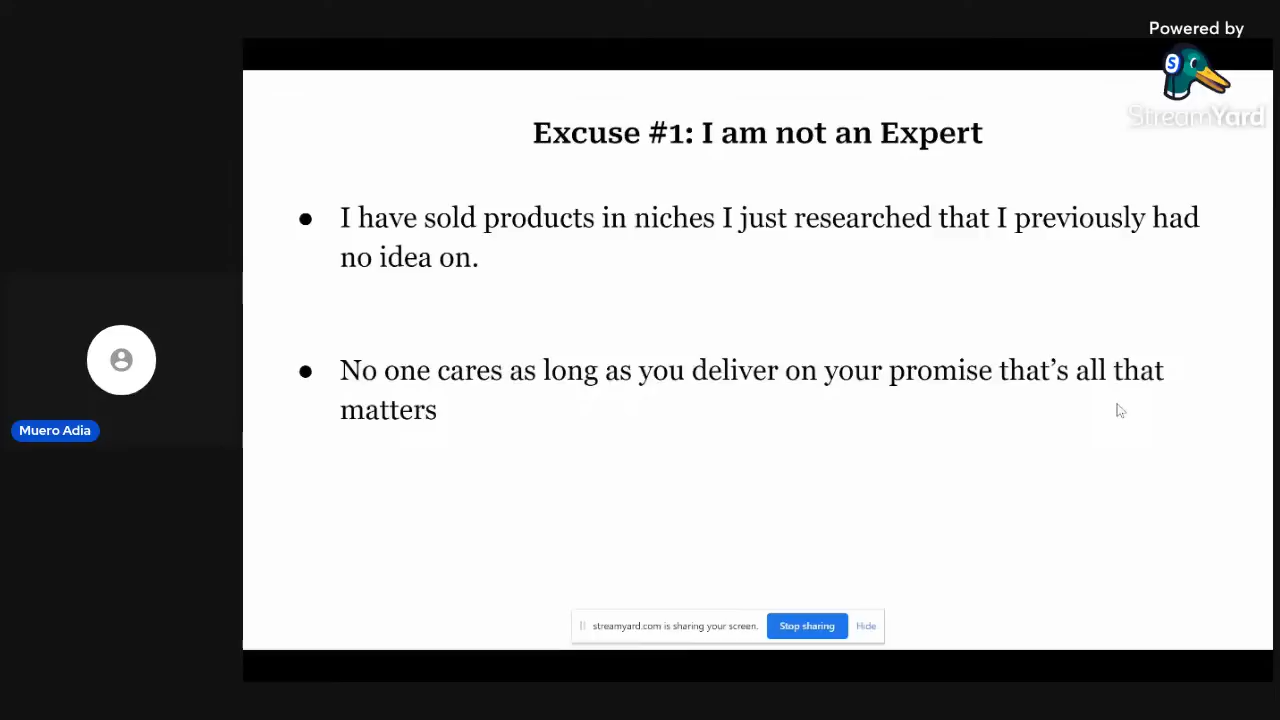 Powered by
S
StreamYard
Excuse #1: I am not an Expert
● I have sold products in niches I just researched that I previously had
no idea on.
● No one cares as long as you deliver on your promise that’s all that
matters
Muero Adia
streamyard.com is sharing your screen. Stop sharing Hide